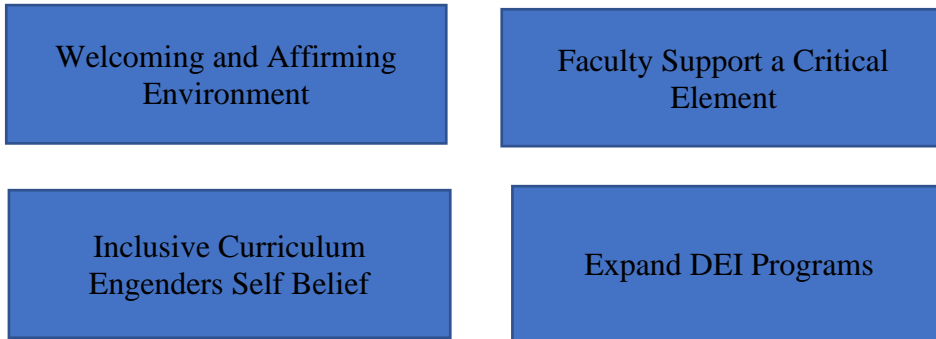 Welcoming and Affirming
Environment
Faculty Support a Critical
Element
Inclusive Curriculum
Engenders Self Belief
Expand DEI Programs